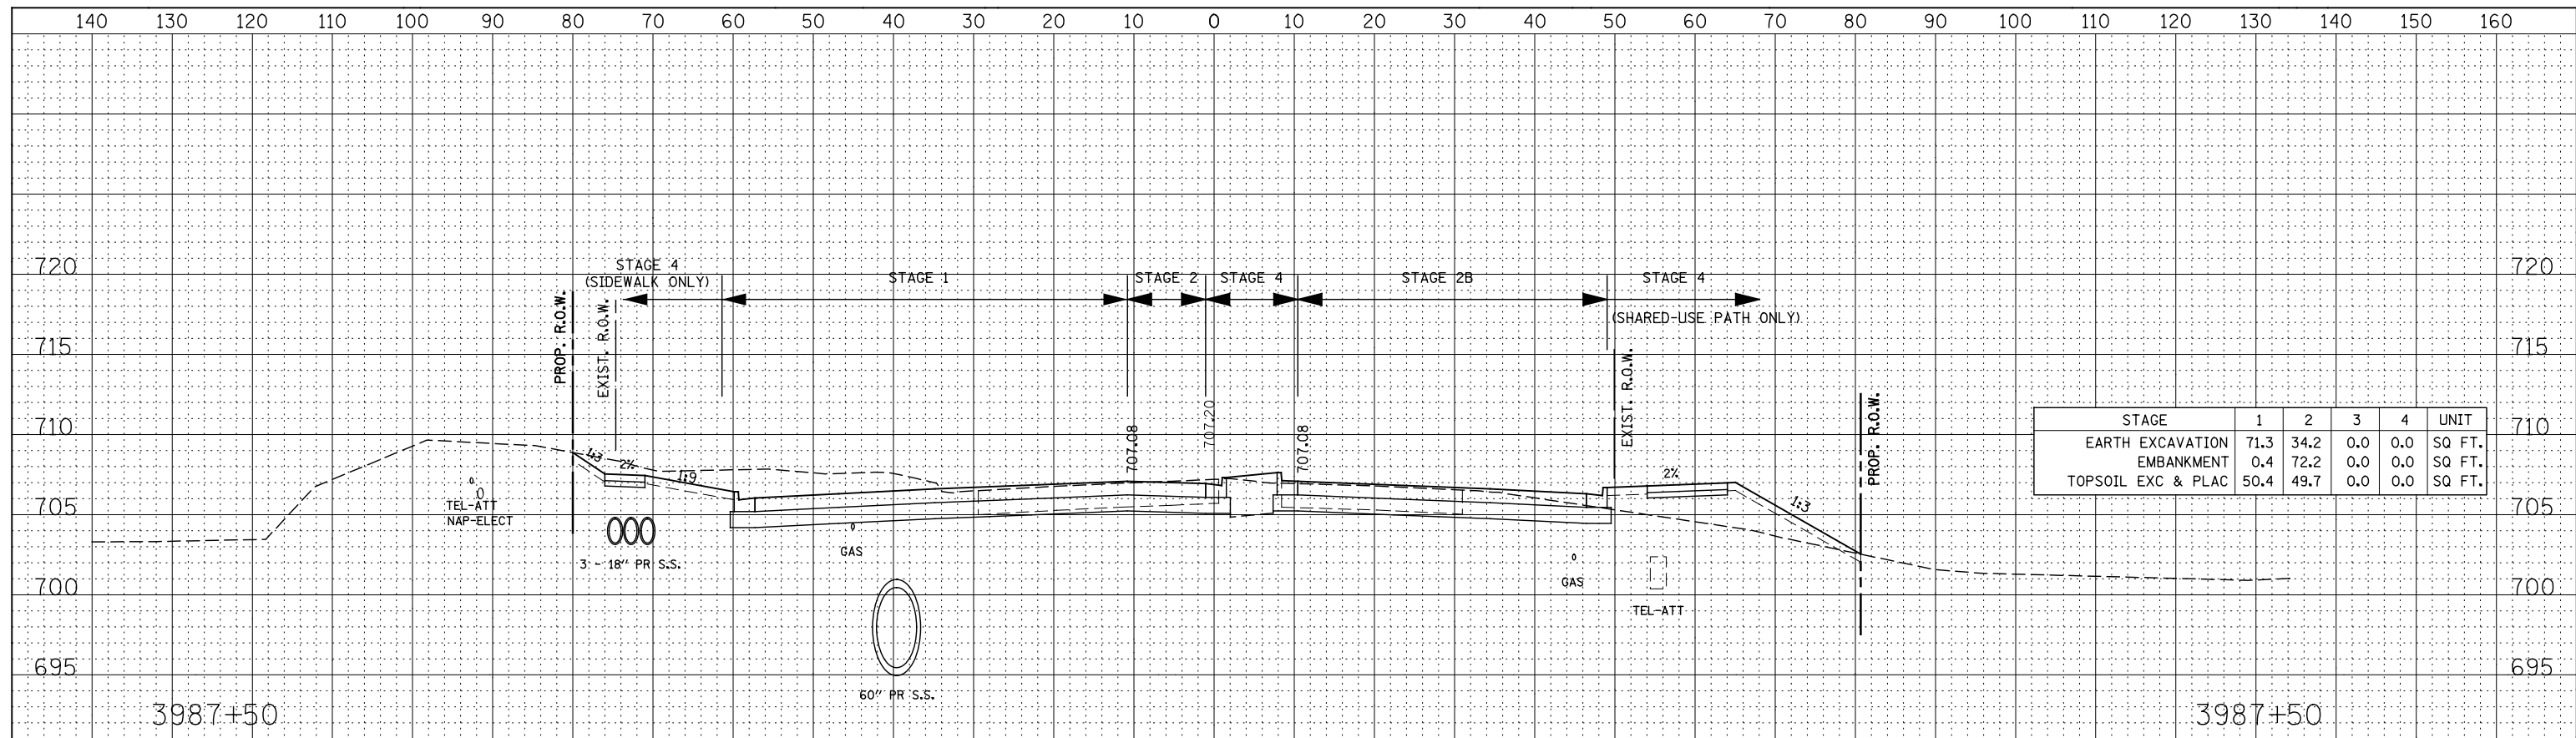 140 130 120 110 100 90 80 70 60 50 40 30 20 10 0 10 20 30 40 50 60 70 80 90 100 110 120 130 140 150 160
720 720
STAGE 4
(SIDEWALK ONLY)
STAGE 1
STAGE 2
STAGE 4
STAGE 2B
STAGE 4
(SHARED-USE PATH ONLY)
715 715
PROP. R.O.W.
EXIST. R.O.W.
EXIST. R.O.W.
PROP. R.O.W.
710 710
707.08
707.20
707.08
STAGE 1 2 3 4 UNIT
EARTH EXCAVATION 71.3 34.2 0.0 0.0 SQ FT.
EMBANKMENT 0.4 72.2 0.0 0.0 SQ FT.
TOPSOIL EXC & PLAC 50.4 49.7 0.0 0.0 SQ FT.
1:3
2%
1:9
2%
1:3
705 705
TEL-ATT
NAP-ELECT
3 - 18" PR S.S.
GAS
GAS
TEL-ATT
700 700
60" PR S.S.
695 695
3987+50 3987+50